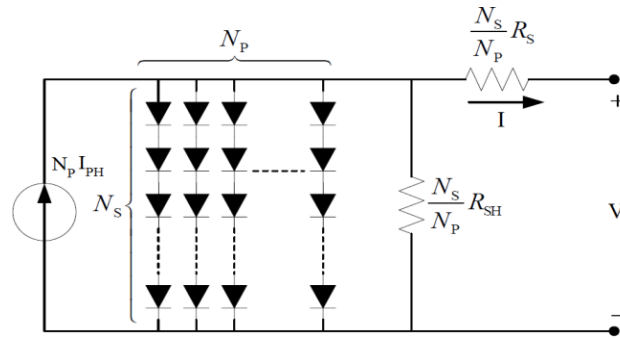 N_P
N_S/N_P R_S
I
+
N_P I_PH
N_S
N_S/N_P R_SH
V
−